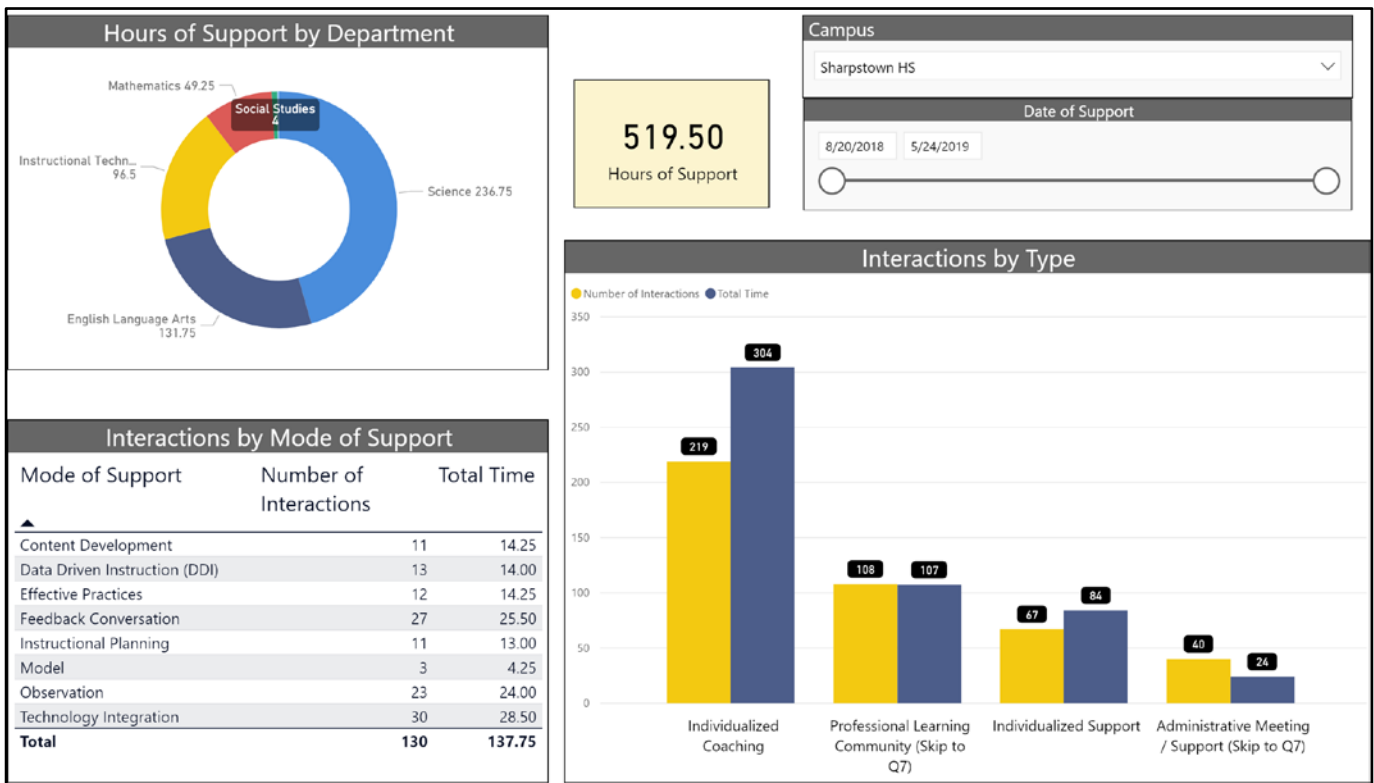 Hours of Support by Department
Mathematics 49.25
Social Studies
4
Instructional Techn...
96.5
Science 236.75
English Language Arts
131.75
519.50
Hours of Support
Campus
Sharpstown HS
Date of Support
8/20/2018 5/24/2019
Interactions by Mode of Support
Mode of Support Number of Interactions Total Time
Content Development 11 14.25
Data Driven Instruction (DDI) 13 14.00
Effective Practices 12 14.25
Feedback Conversation 27 25.50
Instructional Planning 11 13.00
Model 3 4.25
Observation 23 24.00
Technology Integration 30 28.50
Total 130 137.75
Interactions by Type
Number of Interactions Total Time
350
300
250
200
150
100
50
0
219
304
108
107
67
84
40
24
Individualized
Coaching
Professional Learning
Community (Skip to
Q7)
Individualized Support
Administrative Meeting
/ Support (Skip to Q7)